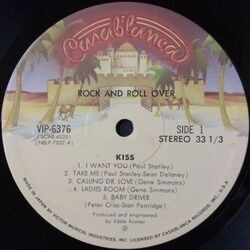 Casablanca
ROCK AND ROLL OVER
VIP-6376
(5CAB-6026)
(NBLP-7037-A)
SIDE 1
STEREO 33 1/3
KISS
1. I WANT YOU (Paul Stanley)
2. TAKE ME (Paul Stanley-Sean Delaney)
3. CALLING DR. LOVE (Gene Simmons)
4. LADIES ROOM (Gene Simmons)
5. BABY DRIVER
(Peter Criss-Stan Penridge)
Produced and engineered
by Eddie Kramer
MADE IN JAPAN BY VICTOR MUSICAL INDUSTRIES, INC. LICENSED BY CASABLANCA RECORDS, INC. U.S.A.